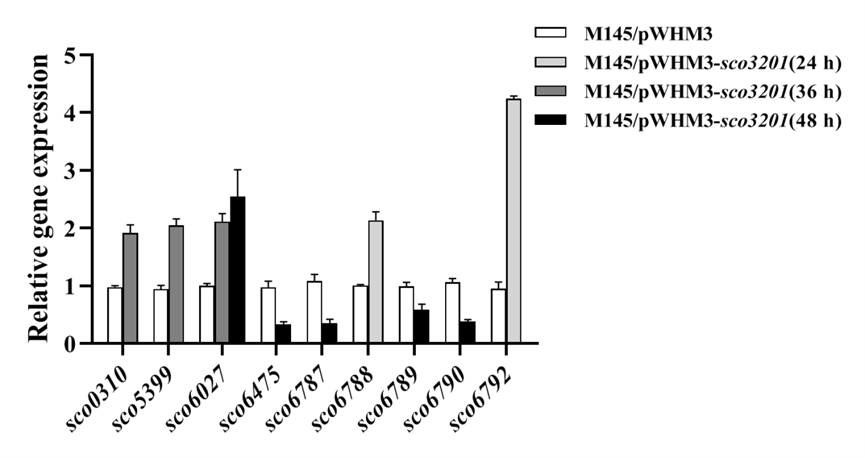 M145/pWHM3
M145/pWHM3-sco3201(24 h)
M145/pWHM3-sco3201(36 h)
M145/pWHM3-sco3201(48 h)
Relative gene expression
5
4
3
2
1
0
sco0310
sco5399
sco6027
sco6475
sco6787
sco6788
sco6789
sco6790
sco6792